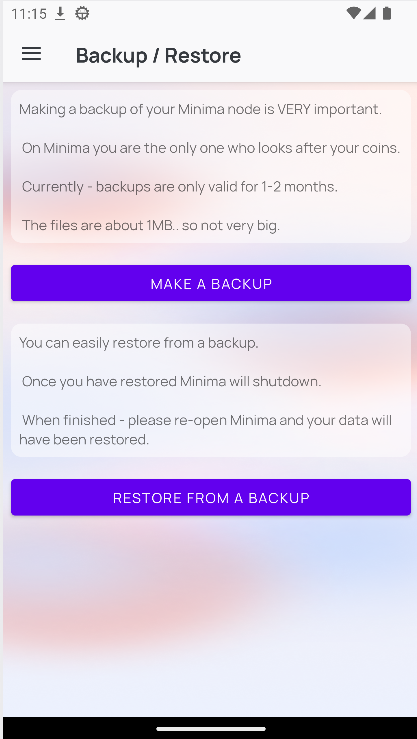 11:15
Backup / Restore
Making a backup of your Minima node is VERY important.
On Minima you are the only one who looks after your coins.
Currently - backups are only valid for 1-2 months.
The files are about 1MB.. so not very big.
MAKE A BACKUP
You can easily restore from a backup.
Once you have restored Minima will shutdown.
When finished - please re-open Minima and your data will
have been restored.
RESTORE FROM A BACKUP